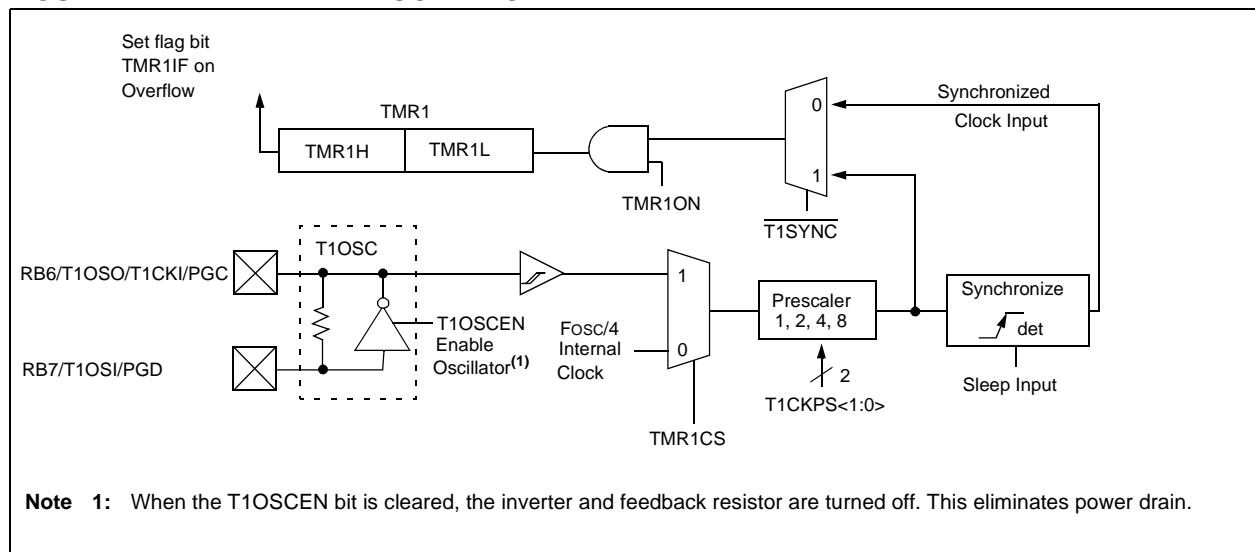 Set flag bit
TMR1IF on
Overflow
TMR1
TMR1H
TMR1L
TMR1ON
0
1
T1SYNC
Synchronized
Clock Input
RB6/T1OSO/T1CKI/PGC
RB7/T1OSI/PGD
T1OSC
T1OSCEN
Enable
Oscillator(1)
FOSC/4
Internal
Clock
1
0
TMR1CS
Prescaler
1, 2, 4, 8
2
T1CKPS<1:0>
Synchronize
det
Sleep Input
Note 1: When the T1OSCEN bit is cleared, the inverter and feedback resistor are turned off. This eliminates power drain.